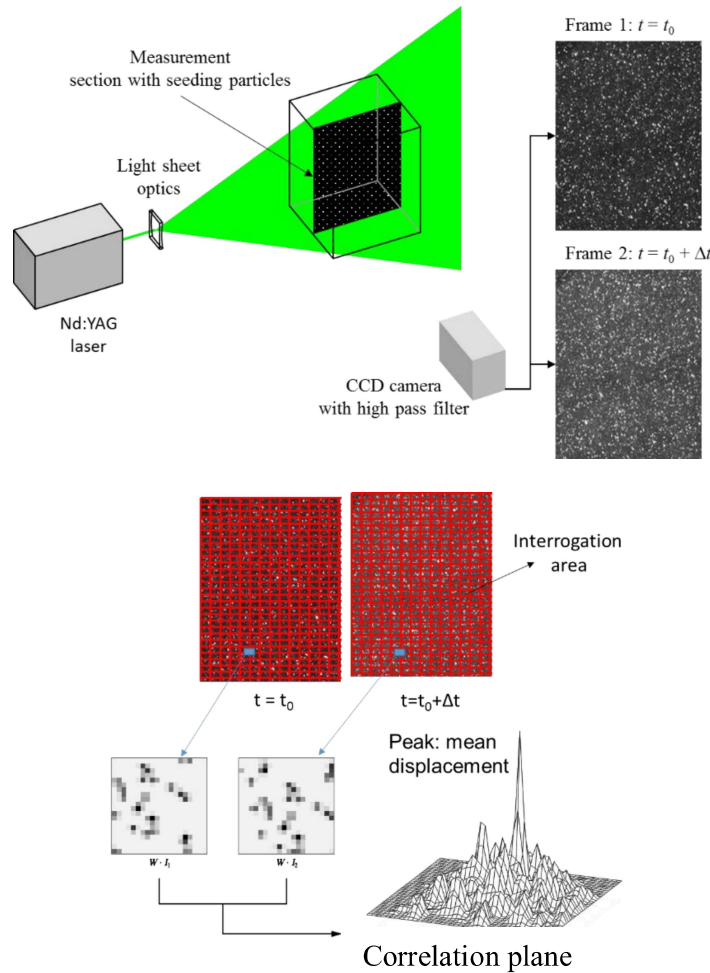 Frame 1: t = t0
Measurement
section with seeding particles
Light sheet
optics
Frame 2: t = t0 + Δt
Nd:YAG
laser
CCD camera
with high pass filter
Interrogation
area
t = t0
t=t0+Δt
Peak: mean
displacement
W · I1
W · I2
Correlation plane